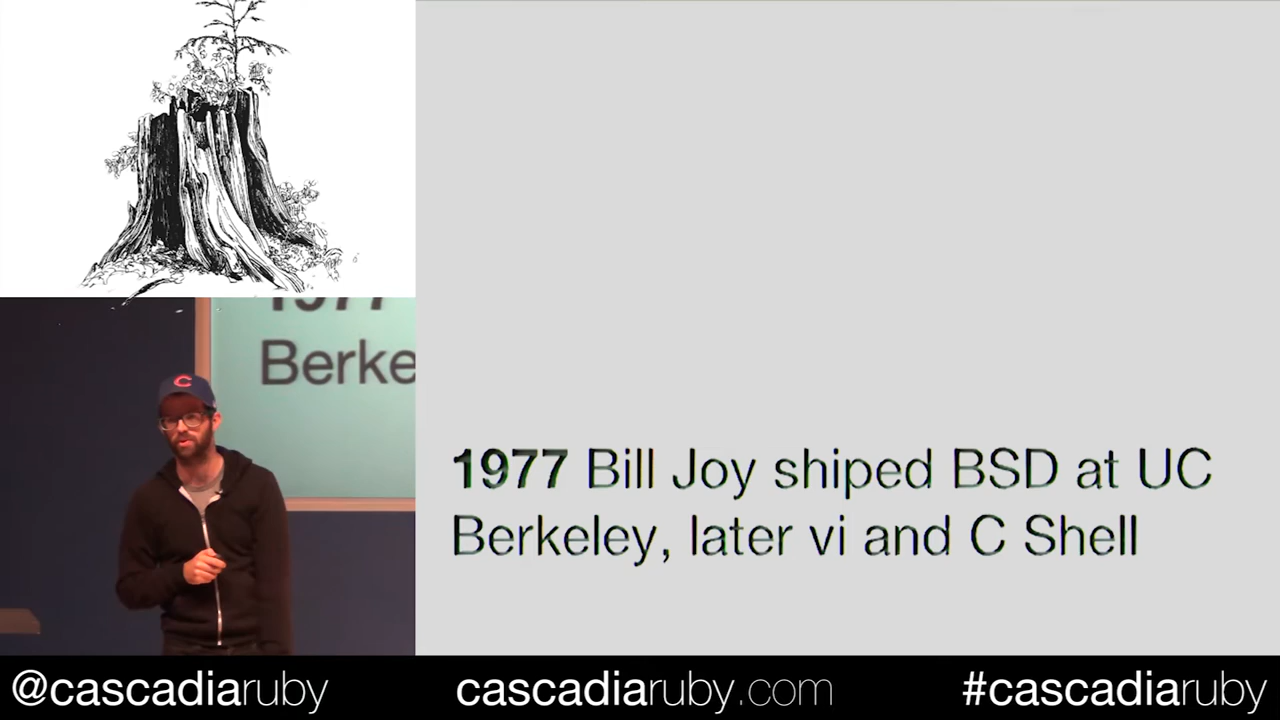 C
Berke
1977 Bill Joy shiped BSD at UC
Berkeley, later vi and C Shell
@cascadiaruby
cascadiaruby.com
#cascadiaruby